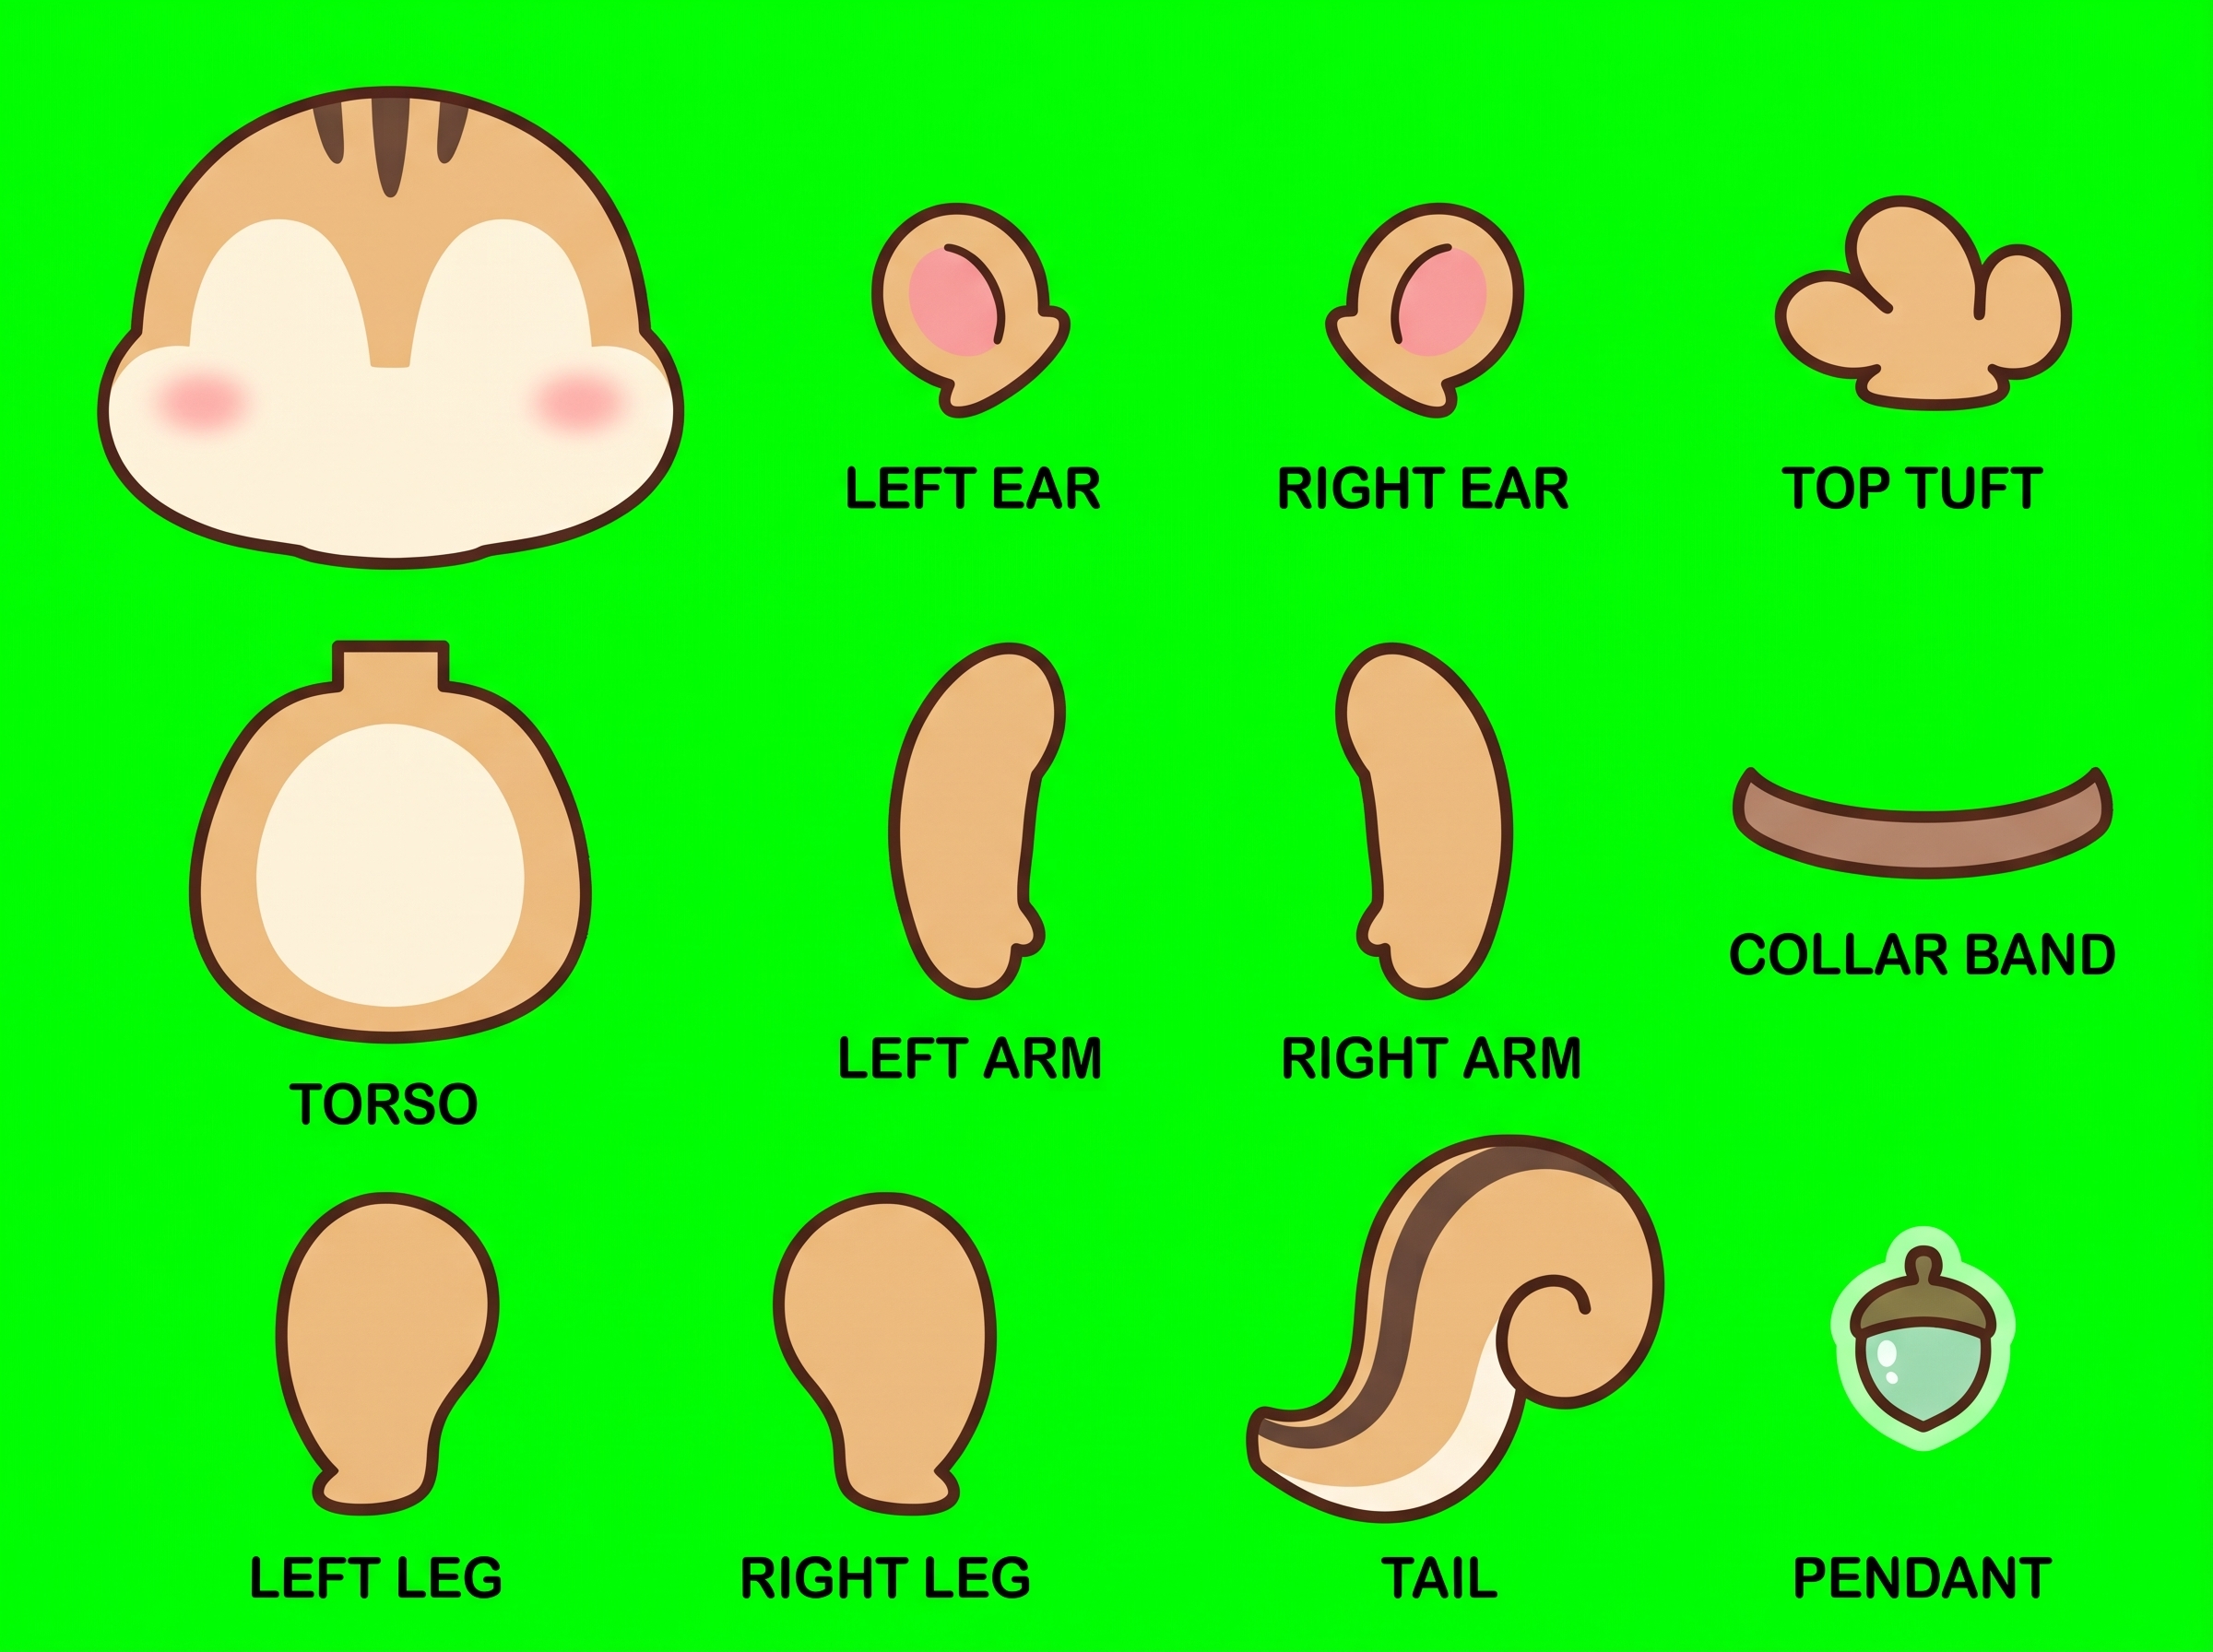 LEFT EAR
RIGHT EAR
TOP TUFT
COLLAR BAND
LEFT ARM
RIGHT ARM
TORSO
LEFT LEG
RIGHT LEG
TAIL
PENDANT